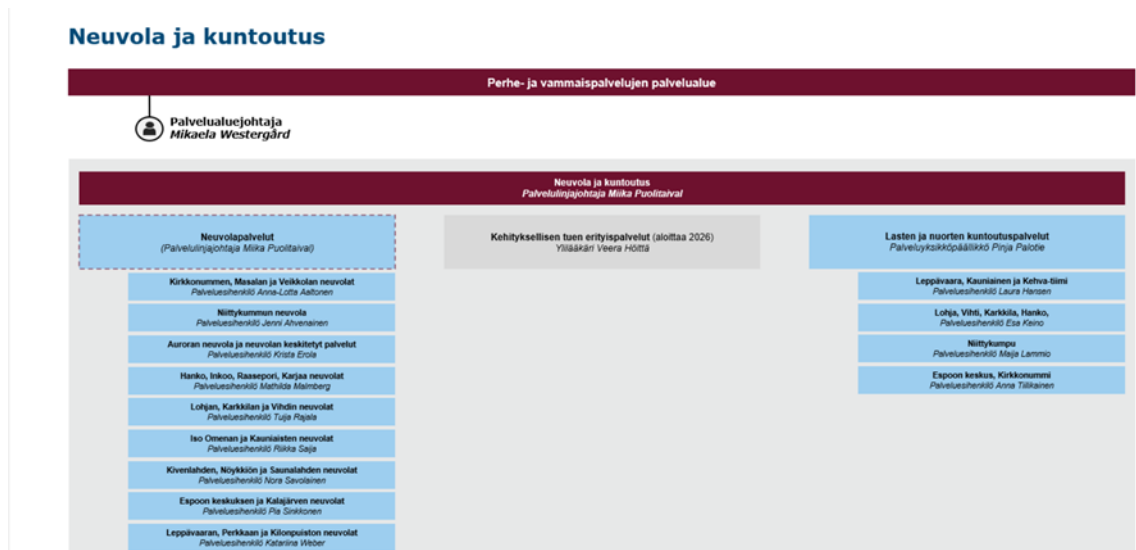 Neuvola ja kuntoutus
Perhe- ja vammaispalvelujen palvelualue
Palvelualuejohtaja
Mikaela Westergård
Neuvola ja kuntoutus
Palvelulinjajohtaja Miika Puolitaival
Neuvolapalvelut
(Palvelulinjajohtaja Miika Puolitaival)
Kirkkonummen, Masalan ja Veikkolan neuvolat
Palveluesihenkilö Anna-Lotta Aaltonen
Niittykummun neuvola
Palveluesihenkilö Jenni Ahvenainen
Auroran neuvola ja neuvolan keskitetyt palvelut
Palveluesihenkilö Krista Erola
Hanko, Inkoo, Raasepori, Karjaa neuvolat
Palveluesihenkilö Mathilda Malmberg
Lohjan, Karkkilan ja Vihdin neuvolat
Palveluesihenkilö Tuija Rajala
Iso Omenan ja Kauniaisten neuvolat
Palveluesihenkilö Riikka Saija
Kivenlahden, Nöykkiön ja Saunalahden neuvolat
Palveluesihenkilö Nora Savolainen
Espoon keskuksen ja Kalajärven neuvolat
Palveluesihenkilö Pia Sinkkonen
Leppävaaran, Perkkaan ja Kilonpuiston neuvolat
Palveluesihenkilö Katariina Weber
Kehityksellisen tuen erityispalvelut (aloittaa 2026)
Ylilääkäri Veera Höittä
Lasten ja nuorten kuntoutuspalvelut
Palveluyksikköpäällikkö Pinja Palotie
Leppävaara, Kauniainen ja Kehva-tiimi
Palveluesihenkilö Laura Hansen
Lohja, Vihti, Karkkila, Hanko,
Palveluesihenkilö Esa Keino
Niittykumpu
Palveluesihenkilö Maija Lammio
Espoon keskus, Kirkkonummi
Palveluesihenkilö Anna Tiilikainen